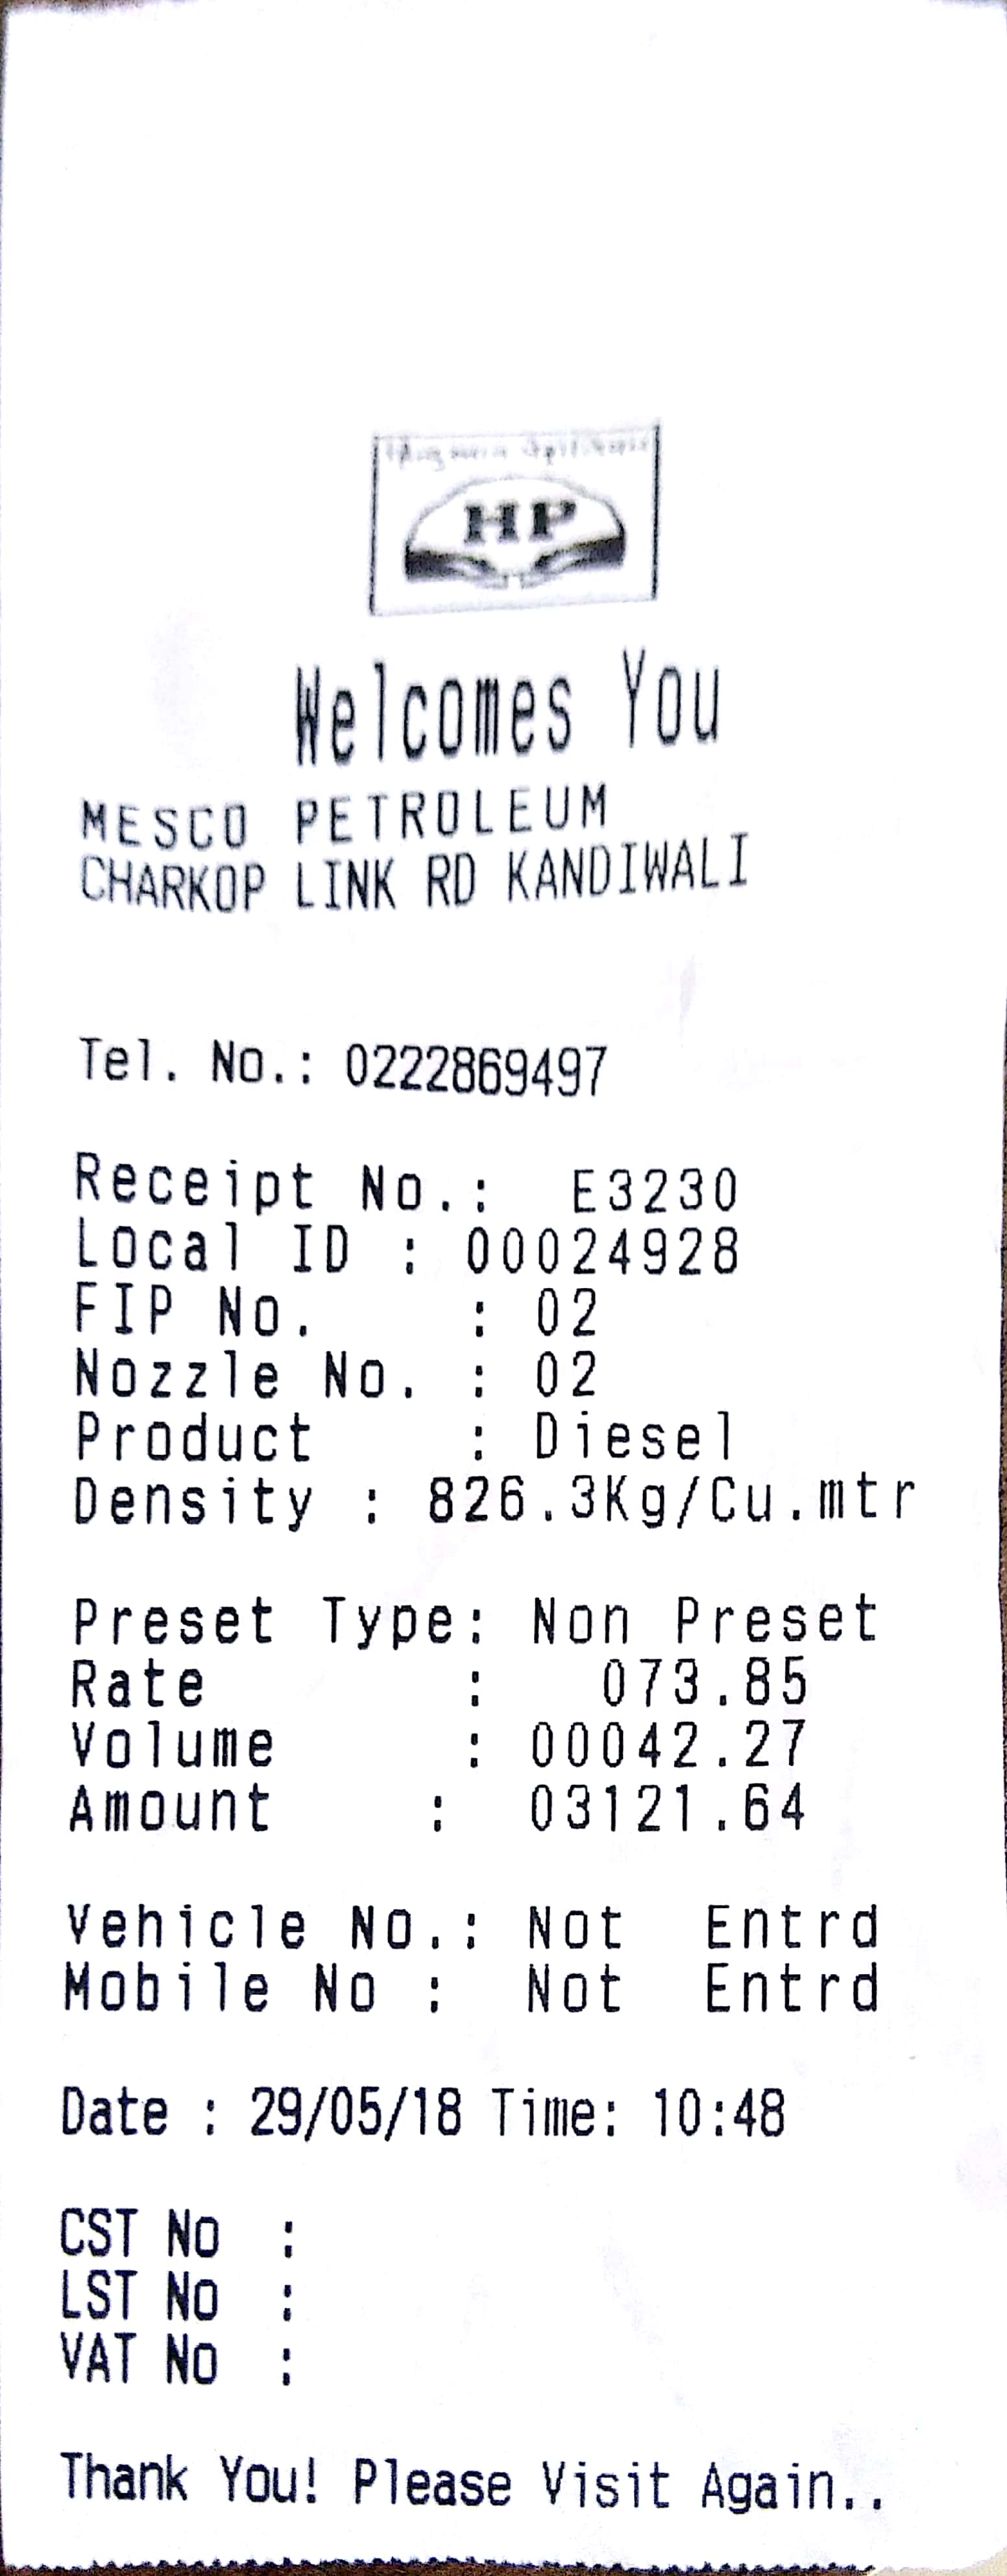 HP
Welcomes You
MESCO PETROLEUM
CHARKOP LINK RD KANDIWALI
Tel. No.: 0222869497
Receipt No.: E3230
Local ID : 00024928
FIP No. : 02
Nozzle No. : 02
Product : Diesel
Density : 826.3Kg/Cu.mtr
Preset Type: Non Preset
Rate : 073.85
Volume : 00042.27
Amount : 03121.64
Vehicle No.: Not Entrd
Mobile No : Not Entrd
Date : 29/05/18 Time: 10:48
CST No :
LST No :
VAT No :
Thank You! Please Visit Again..